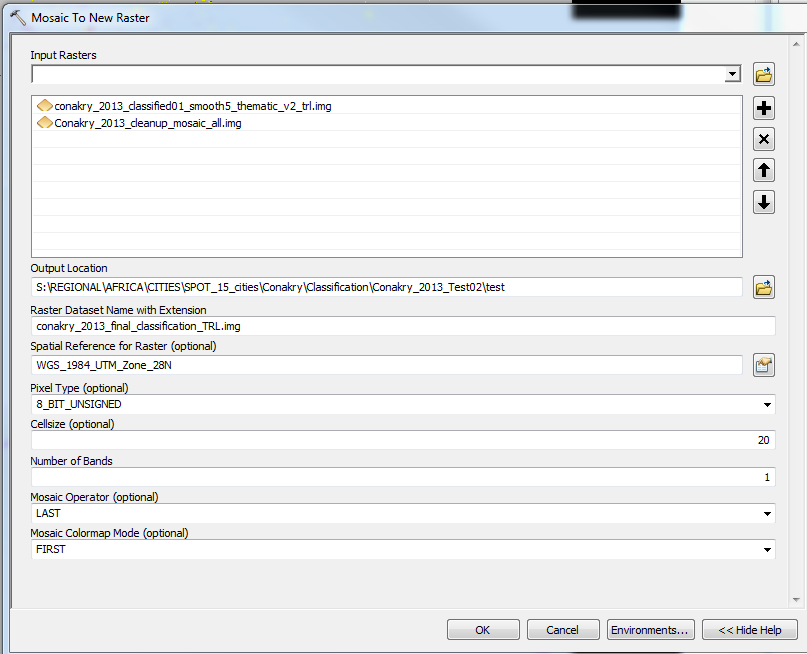 Mosaic To New Raster
Input Rasters
conakry_2013_classified01_smooth5_thematic_v2_trl.img
Conakry_2013_cleanup_mosaic_all.img
Output Location
S:\REGIONAL\AFRICA\CITIES\SPOT_15_cities\Conakry\Classification\Conakry_2013_Test02\test
Raster Dataset Name with Extension
conakry_2013_final_classification_TRL.img
Spatial Reference for Raster (optional)
WGS_1984_UTM_Zone_28N
Pixel Type (optional)
8_BIT_UNSIGNED
Cellsize (optional)
20
Number of Bands
1
Mosaic Operator (optional)
LAST
Mosaic Colormap Mode (optional)
FIRST
OK Cancel Environments... << Hide Help